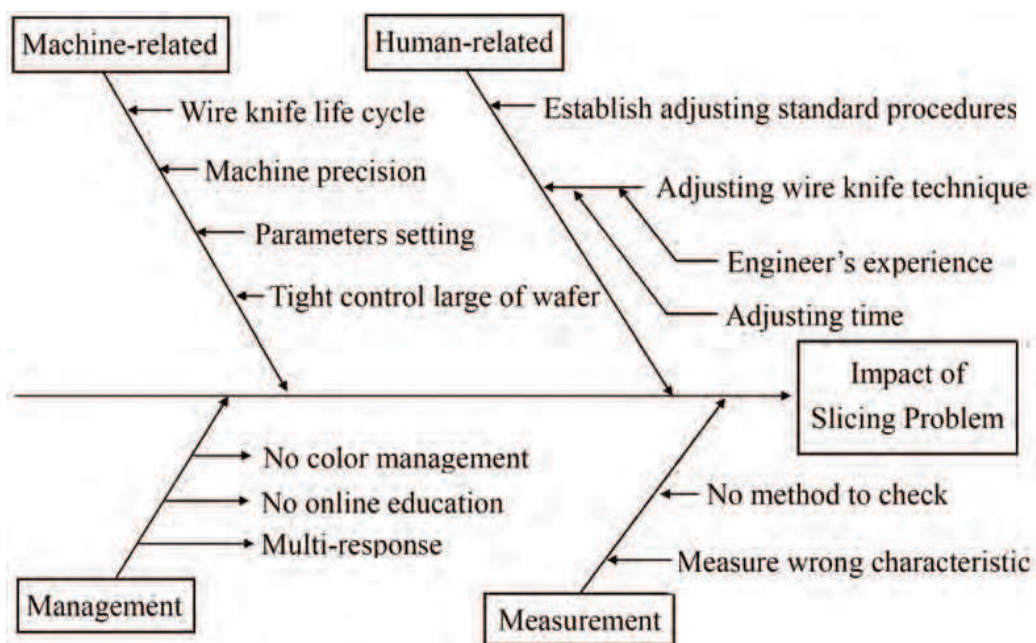 Machine-related
Human-related
Wire knife life cycle
Machine precision
Parameters setting
Tight control large of wafer
Establish adjusting standard procedures
Adjusting wire knife technique
Engineer's experience
Adjusting time
Impact of
Slicing Problem
No color management
No online education
Multi-response
Management
No method to check
Measure wrong characteristic
Measurement